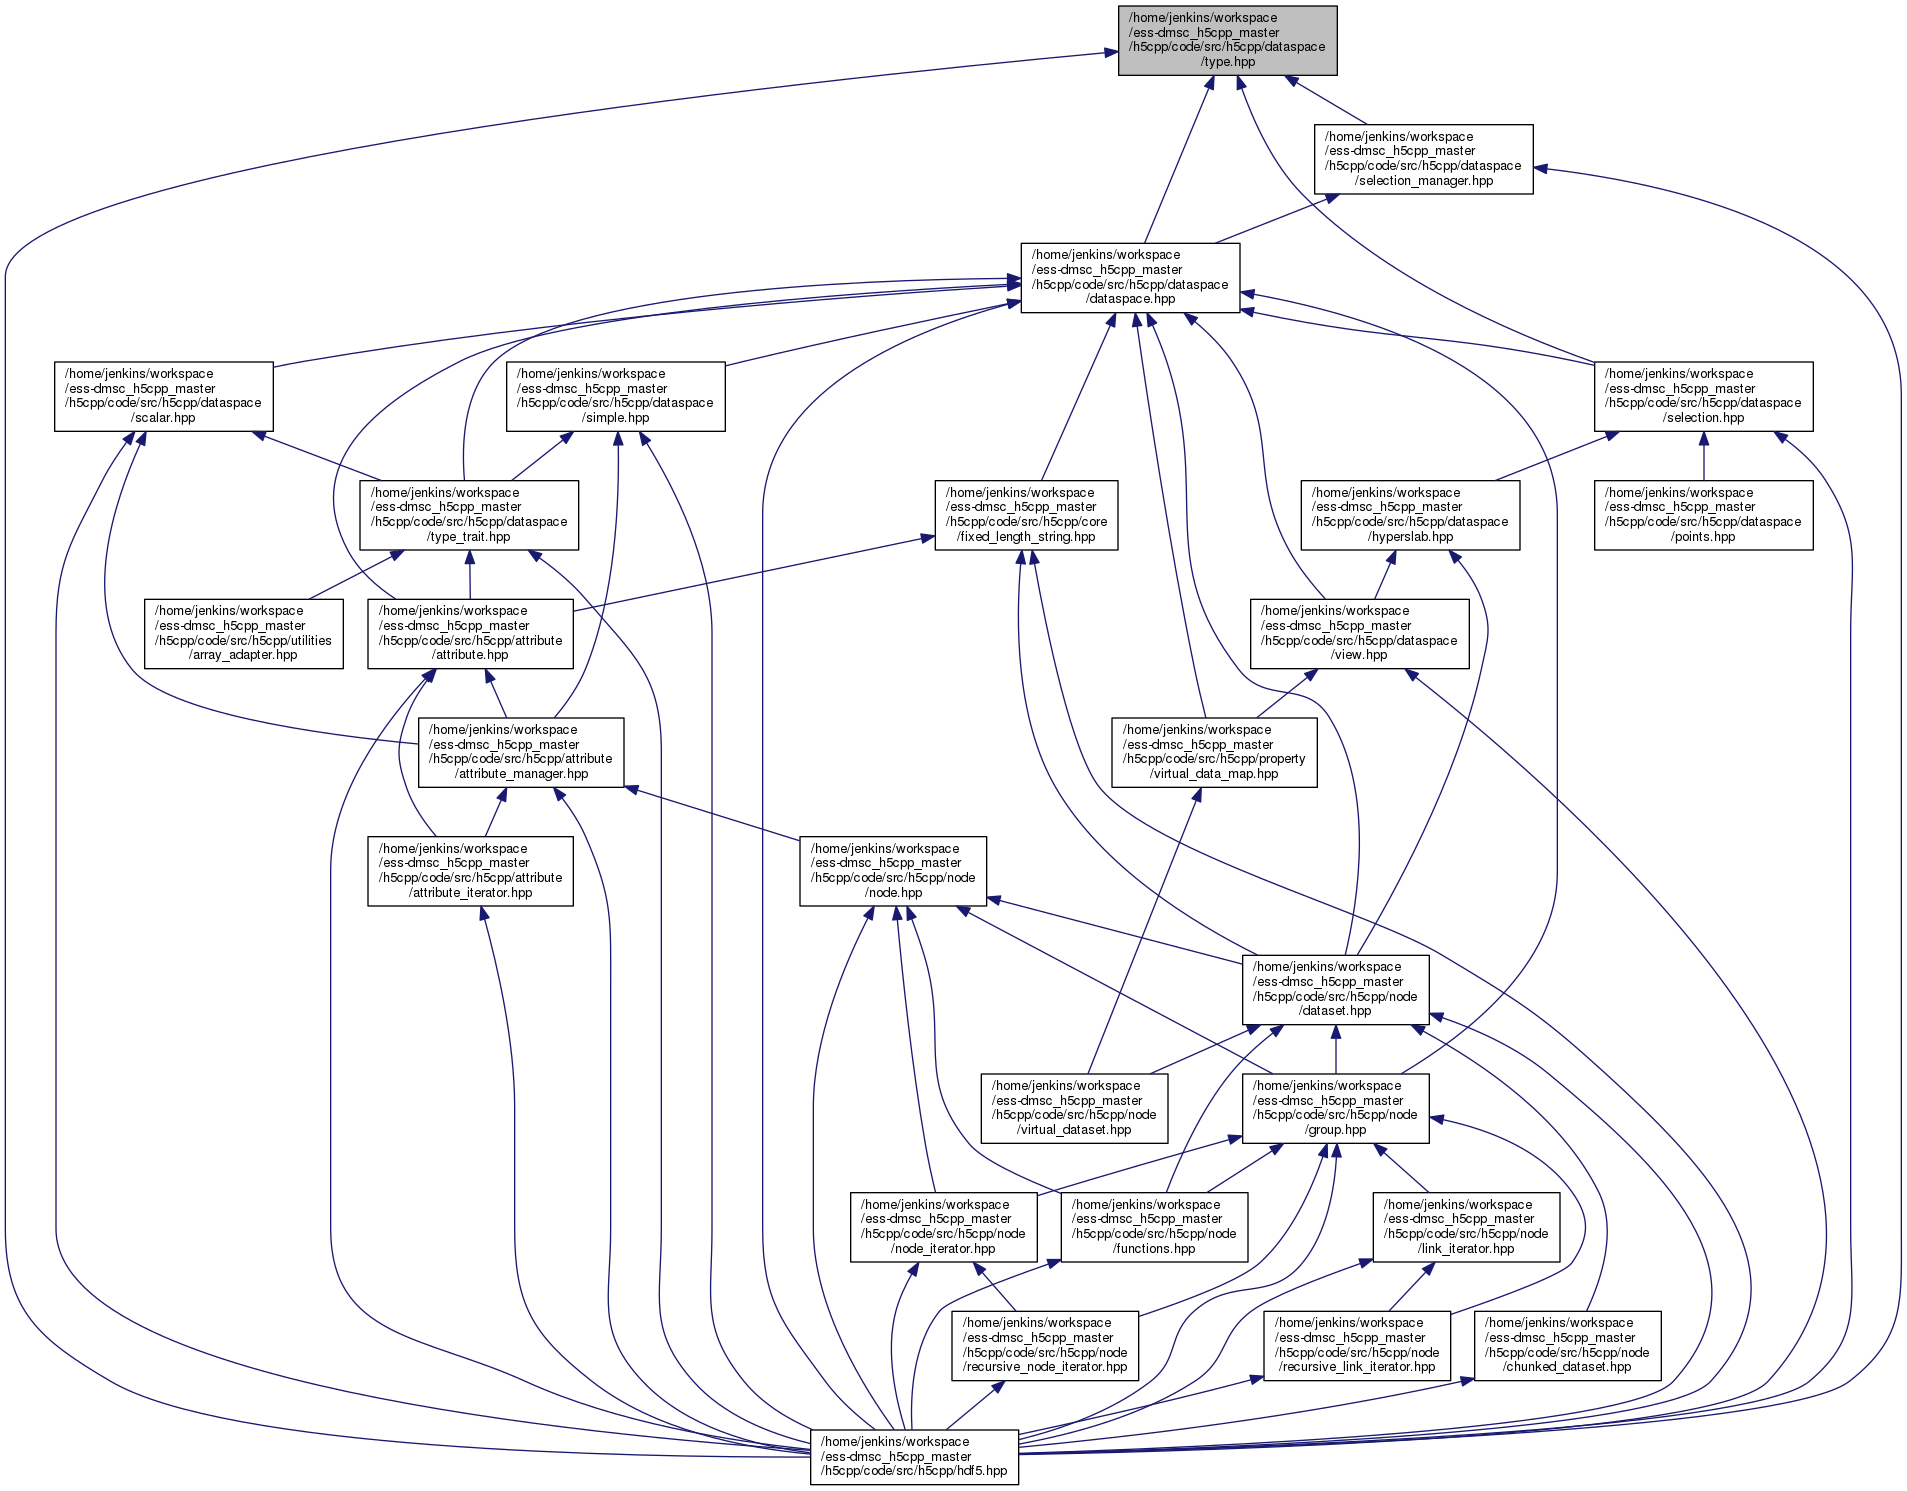 /home/jenkins/workspace
/ess-dmsc_h5cpp_master
/h5cpp/code/src/h5cpp/dataspace
/type.hpp
/home/jenkins/workspace
/ess-dmsc_h5cpp_master
/h5cpp/code/src/h5cpp/dataspace
/selection_manager.hpp
/home/jenkins/workspace
/ess-dmsc_h5cpp_master
/h5cpp/code/src/h5cpp/dataspace
/dataspace.hpp
/home/jenkins/workspace
/ess-dmsc_h5cpp_master
/h5cpp/code/src/h5cpp/dataspace
/scalar.hpp
/home/jenkins/workspace
/ess-dmsc_h5cpp_master
/h5cpp/code/src/h5cpp/dataspace
/simple.hpp
/home/jenkins/workspace
/ess-dmsc_h5cpp_master
/h5cpp/code/src/h5cpp/dataspace
/selection.hpp
/home/jenkins/workspace
/ess-dmsc_h5cpp_master
/h5cpp/code/src/h5cpp/dataspace
/type_trait.hpp
/home/jenkins/workspace
/ess-dmsc_h5cpp_master
/h5cpp/code/src/h5cpp/core
/fixed_length_string.hpp
/home/jenkins/workspace
/ess-dmsc_h5cpp_master
/h5cpp/code/src/h5cpp/dataspace
/hyperslab.hpp
/home/jenkins/workspace
/ess-dmsc_h5cpp_master
/h5cpp/code/src/h5cpp/dataspace
/points.hpp
/home/jenkins/workspace
/ess-dmsc_h5cpp_master
/h5cpp/code/src/h5cpp/utilities
/array_adapter.hpp
/home/jenkins/workspace
/ess-dmsc_h5cpp_master
/h5cpp/code/src/h5cpp/attribute
/attribute.hpp
/home/jenkins/workspace
/ess-dmsc_h5cpp_master
/h5cpp/code/src/h5cpp/dataspace
/view.hpp
/home/jenkins/workspace
/ess-dmsc_h5cpp_master
/h5cpp/code/src/h5cpp/attribute
/attribute_manager.hpp
/home/jenkins/workspace
/ess-dmsc_h5cpp_master
/h5cpp/code/src/h5cpp/property
/virtual_data_map.hpp
/home/jenkins/workspace
/ess-dmsc_h5cpp_master
/h5cpp/code/src/h5cpp/attribute
/attribute_iterator.hpp
/home/jenkins/workspace
/ess-dmsc_h5cpp_master
/h5cpp/code/src/h5cpp/node
/node.hpp
/home/jenkins/workspace
/ess-dmsc_h5cpp_master
/h5cpp/code/src/h5cpp/node
/dataset.hpp
/home/jenkins/workspace
/ess-dmsc_h5cpp_master
/h5cpp/code/src/h5cpp/node
/virtual_dataset.hpp
/home/jenkins/workspace
/ess-dmsc_h5cpp_master
/h5cpp/code/src/h5cpp/node
/group.hpp
/home/jenkins/workspace
/ess-dmsc_h5cpp_master
/h5cpp/code/src/h5cpp/node
/node_iterator.hpp
/home/jenkins/workspace
/ess-dmsc_h5cpp_master
/h5cpp/code/src/h5cpp/node
/functions.hpp
/home/jenkins/workspace
/ess-dmsc_h5cpp_master
/h5cpp/code/src/h5cpp/node
/link_iterator.hpp
/home/jenkins/workspace
/ess-dmsc_h5cpp_master
/h5cpp/code/src/h5cpp/node
/recursive_node_iterator.hpp
/home/jenkins/workspace
/ess-dmsc_h5cpp_master
/h5cpp/code/src/h5cpp/node
/recursive_link_iterator.hpp
/home/jenkins/workspace
/ess-dmsc_h5cpp_master
/h5cpp/code/src/h5cpp/node
/chunked_dataset.hpp
/home/jenkins/workspace
/ess-dmsc_h5cpp_master
/h5cpp/code/src/h5cpp/hdf5.hpp